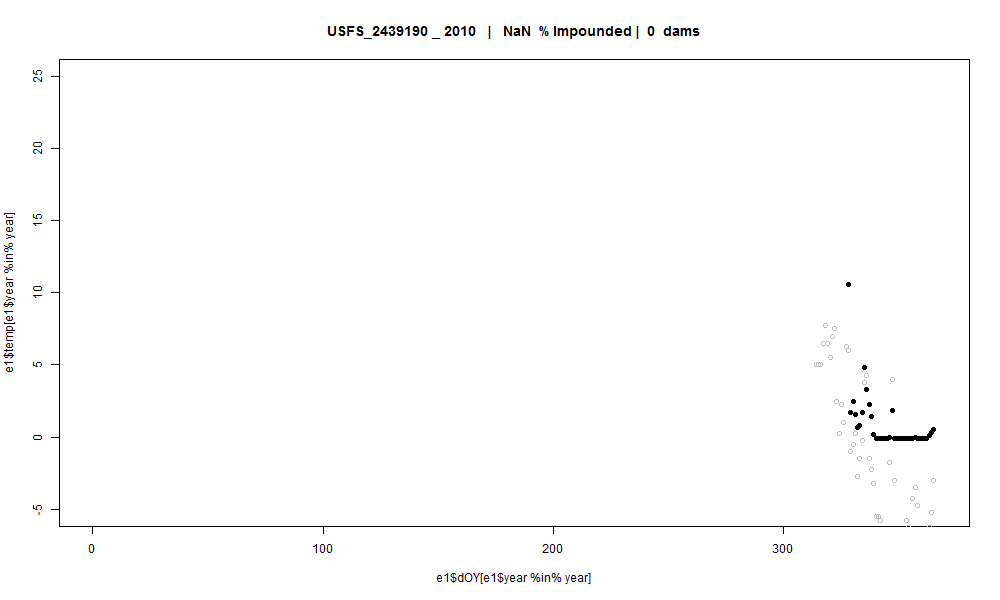 USFS_2439190 _ 2010 | NaN % Impounded | 0 dams
25
20
15
10
5
0
-5
e1$temp[e1$year %in% year]
0 100 200 300
e1$dOY[e1$year %in% year]